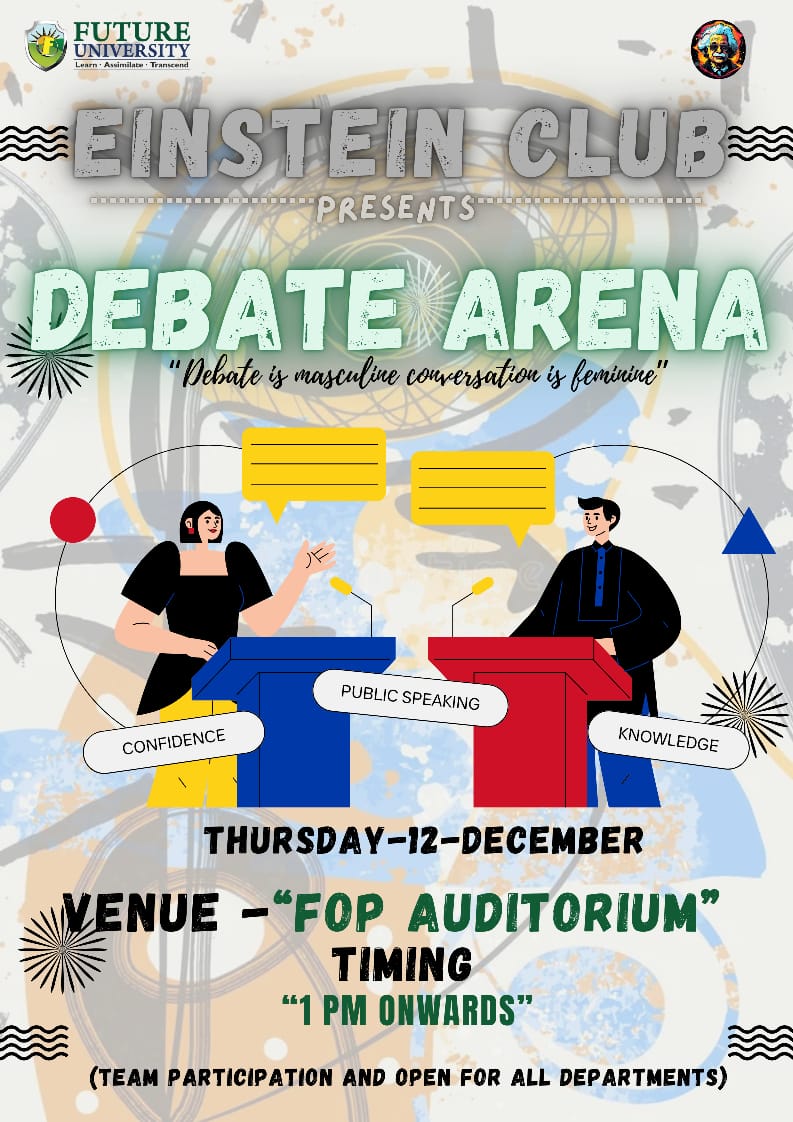 FUTURE
UNIVERSITY
Learn · Assimilate · Transcend
EINSTEIN CLUB
PRESENTS
DEBATE ARENA
"Debate is masculine conversation is feminine"
PUBLIC SPEAKING
CONFIDENCE
KNOWLEDGE
THURSDAY-12-DECEMBER
VENUE -"FOP AUDITORIUM"
TIMING
"1 PM ONWARDS"
(TEAM PARTICIPATION AND OPEN FOR ALL DEPARTMENTS)